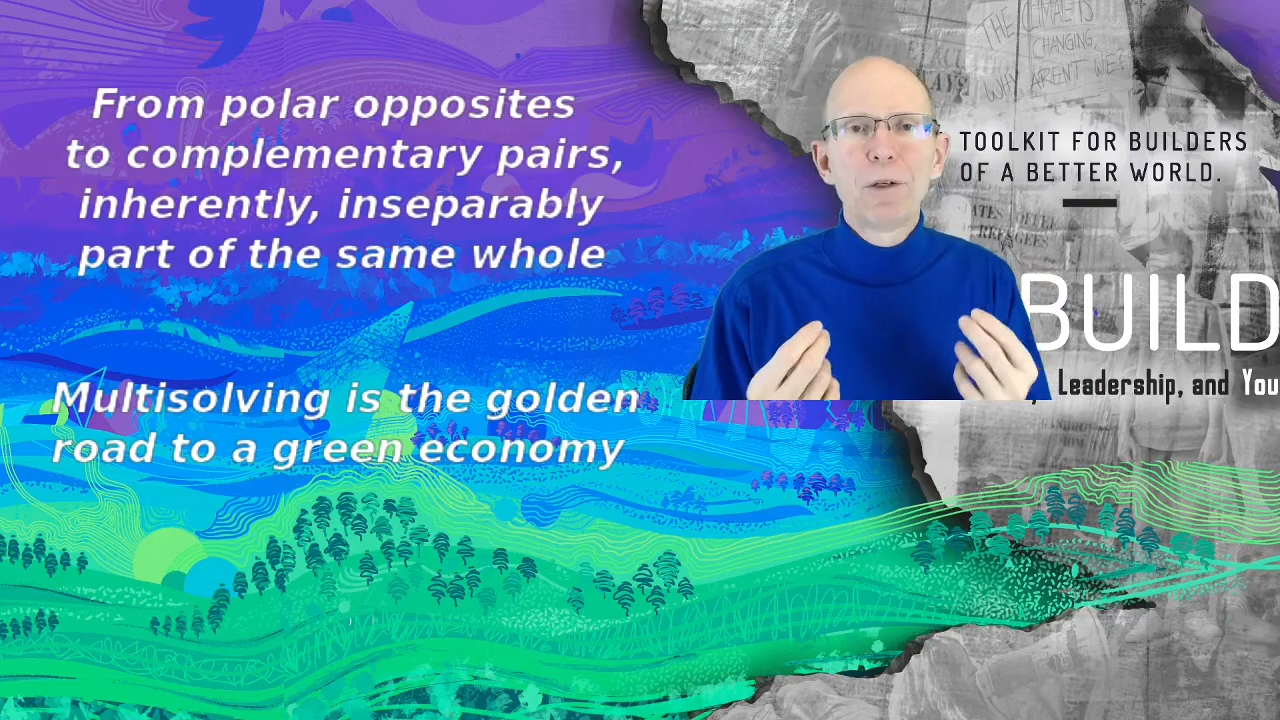 From polar opposites
to complementary pairs,
inherently, inseparably
part of the same whole
Multisolving is the golden
road to a green economy
THE CLIMATE IS
CHANGING,
WHY AREN'T WE?
TOOLKIT FOR BUILDERS
OF A BETTER WORLD.
BUILD
Leadership, and You